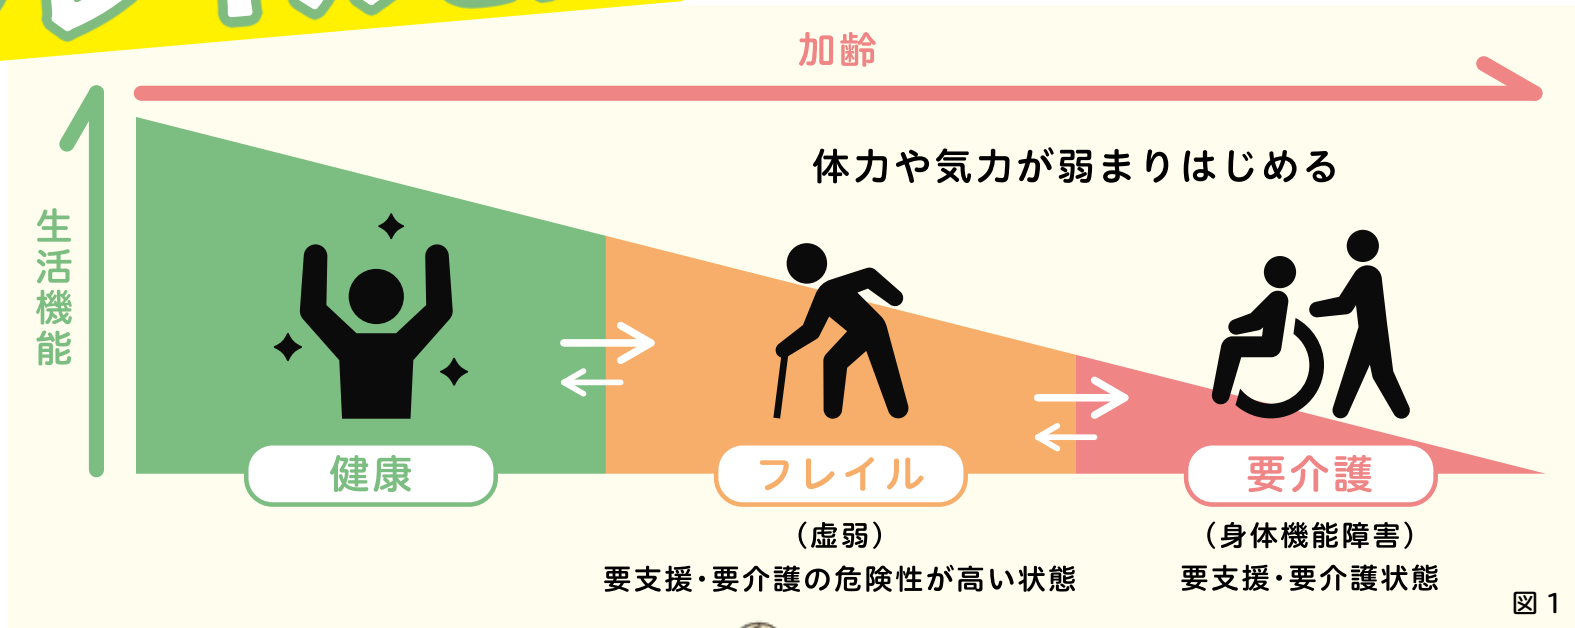 加齢
生活機能
体力や気力が弱まりはじめる
健康
フレイル
要介護
（虚弱）
（身体機能障害）
要支援・要介護の危険性が高い状態
要支援・要介護状態
図１